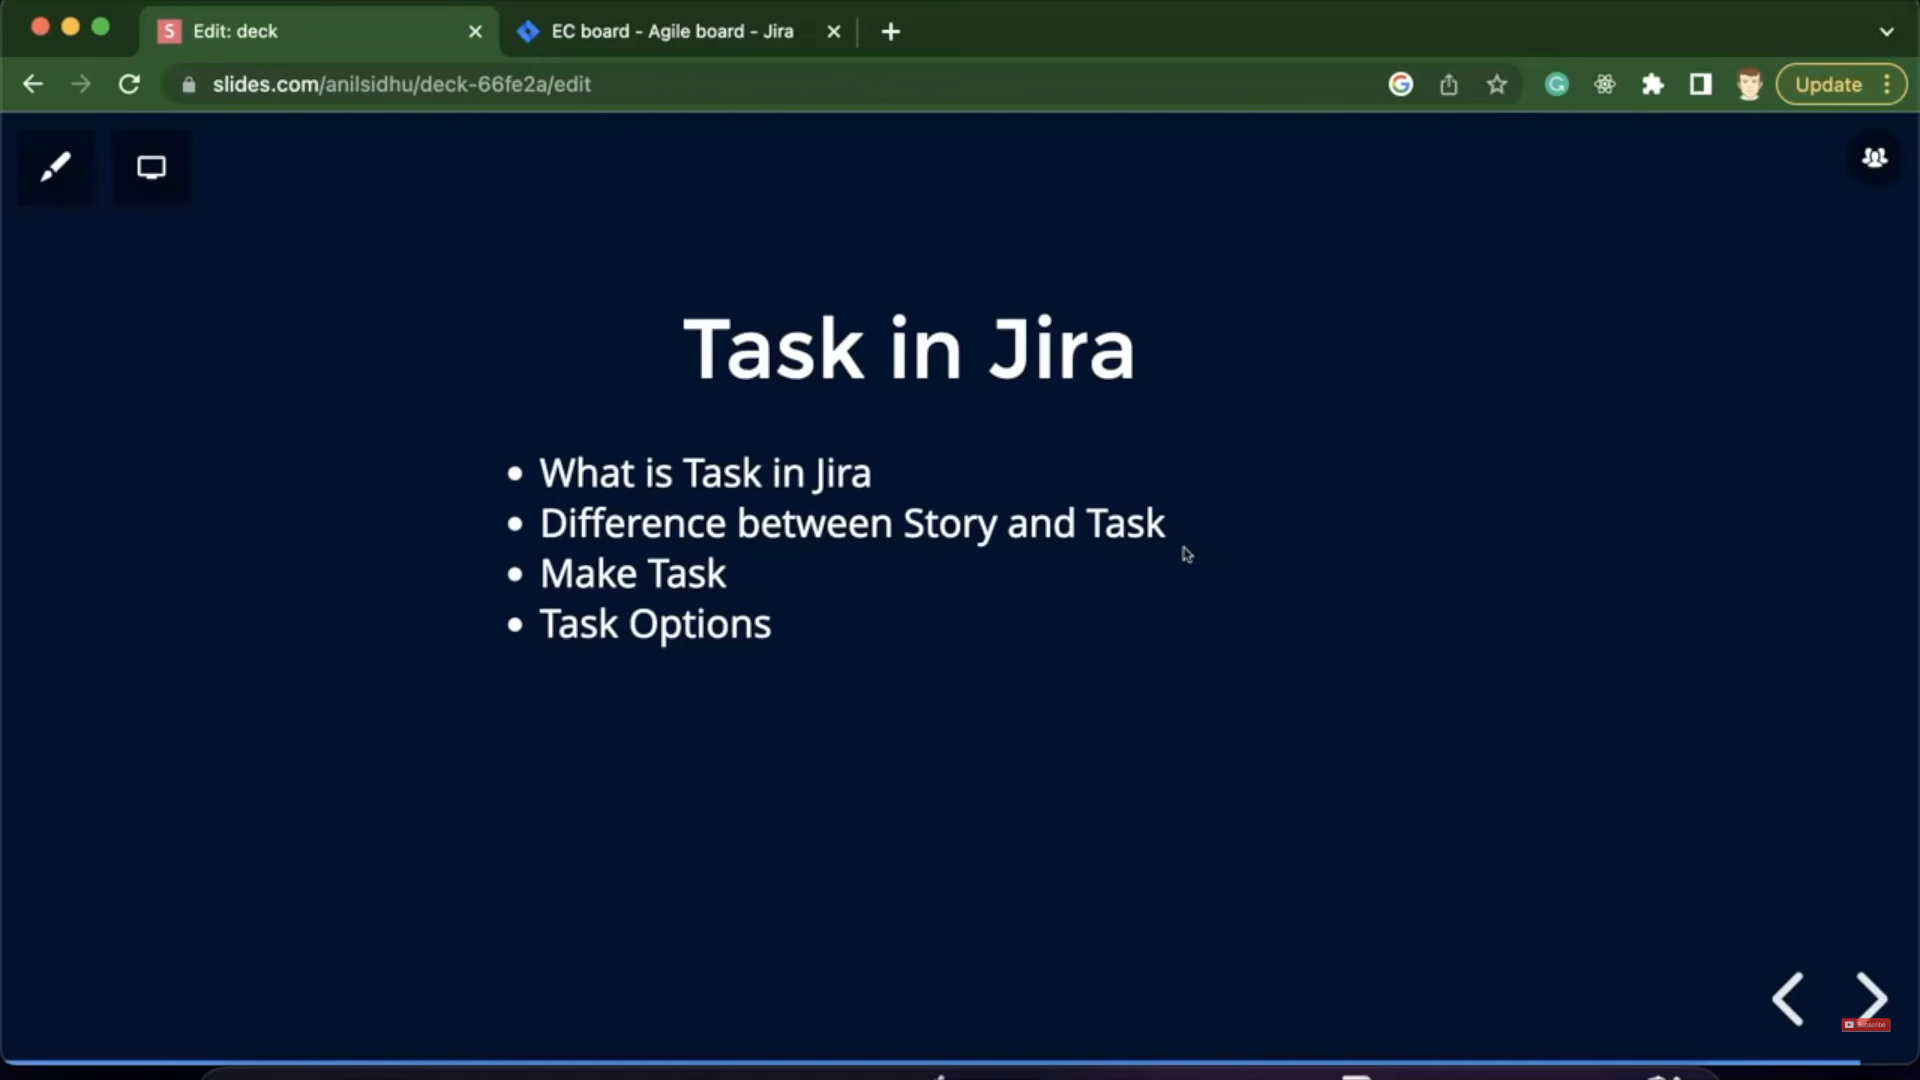 S Edit: deck
EC board - Agile board - Jira
slides.com/anilsidhu/deck-66fe2a/edit
Update
Task in Jira
• What is Task in Jira
• Difference between Story and Task
• Make Task
• Task Options
Subscribe